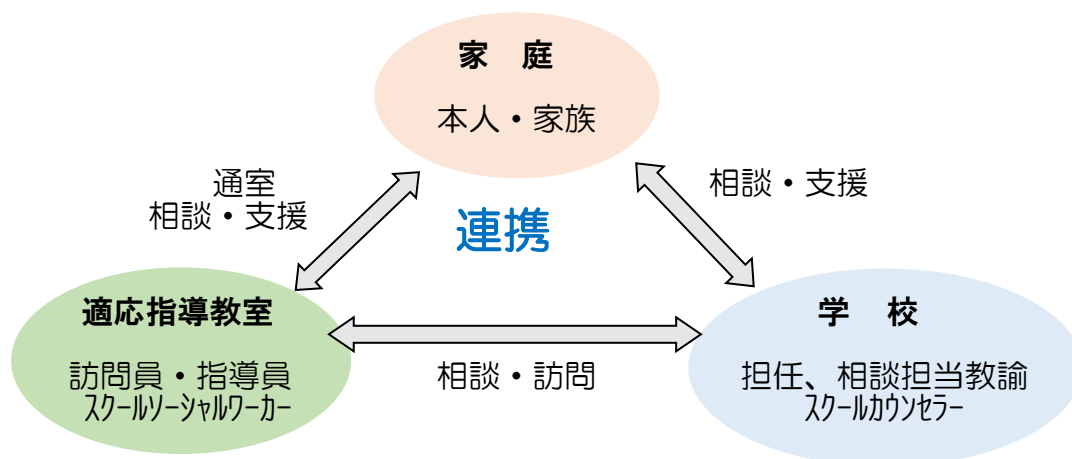 家　庭
本人・家族
通室
相談・支援
相談・支援
連携
適応指導教室
訪問員・指導員
ｽｸｰﾙｿｰｼｬﾙﾜｰｶｰ
相談・訪問
学　校
担任、相談担当教諭
ｽｸｰﾙｶｳﾝｾﾗｰ